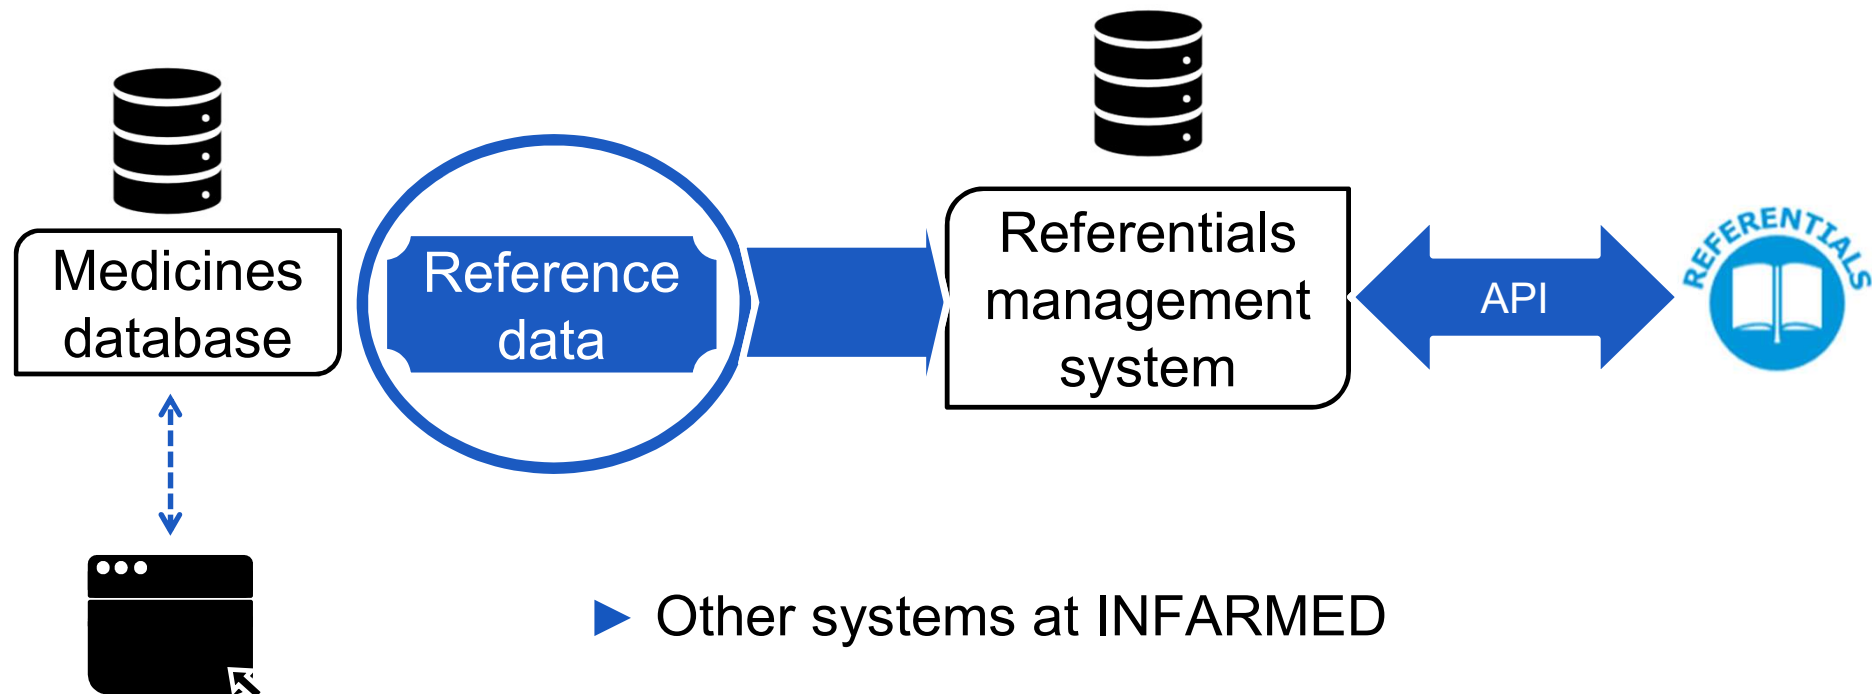 Medicines
database
Reference
data
Referentials
management
system
API
REFERENTIALS
Other systems at INFARMED